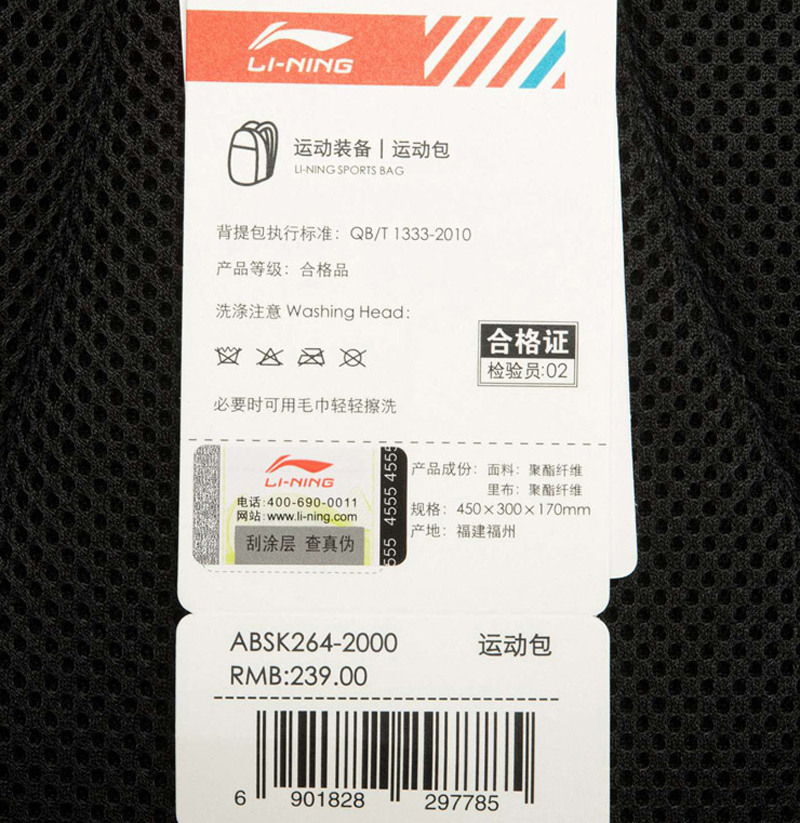 LI-NING
运动装备 | 运动包
LI-NING SPORTS BAG
背提包执行标准：QB/T 1333-2010
产品等级：合格品
洗涤注意 Washing Head:
合格证
检验员:02
必要时可用毛巾轻轻擦洗
LI-NING
电话:400-690-0011
网站:www.li-ning.com
刮涂层 查真伪
555 4555 4555
产品成份：面料：聚酯纤维
里布：聚酯纤维
规格：450×300×170mm
产地：福建福州
ABSK264-2000 运动包
RMB:239.00
6 901828 297785